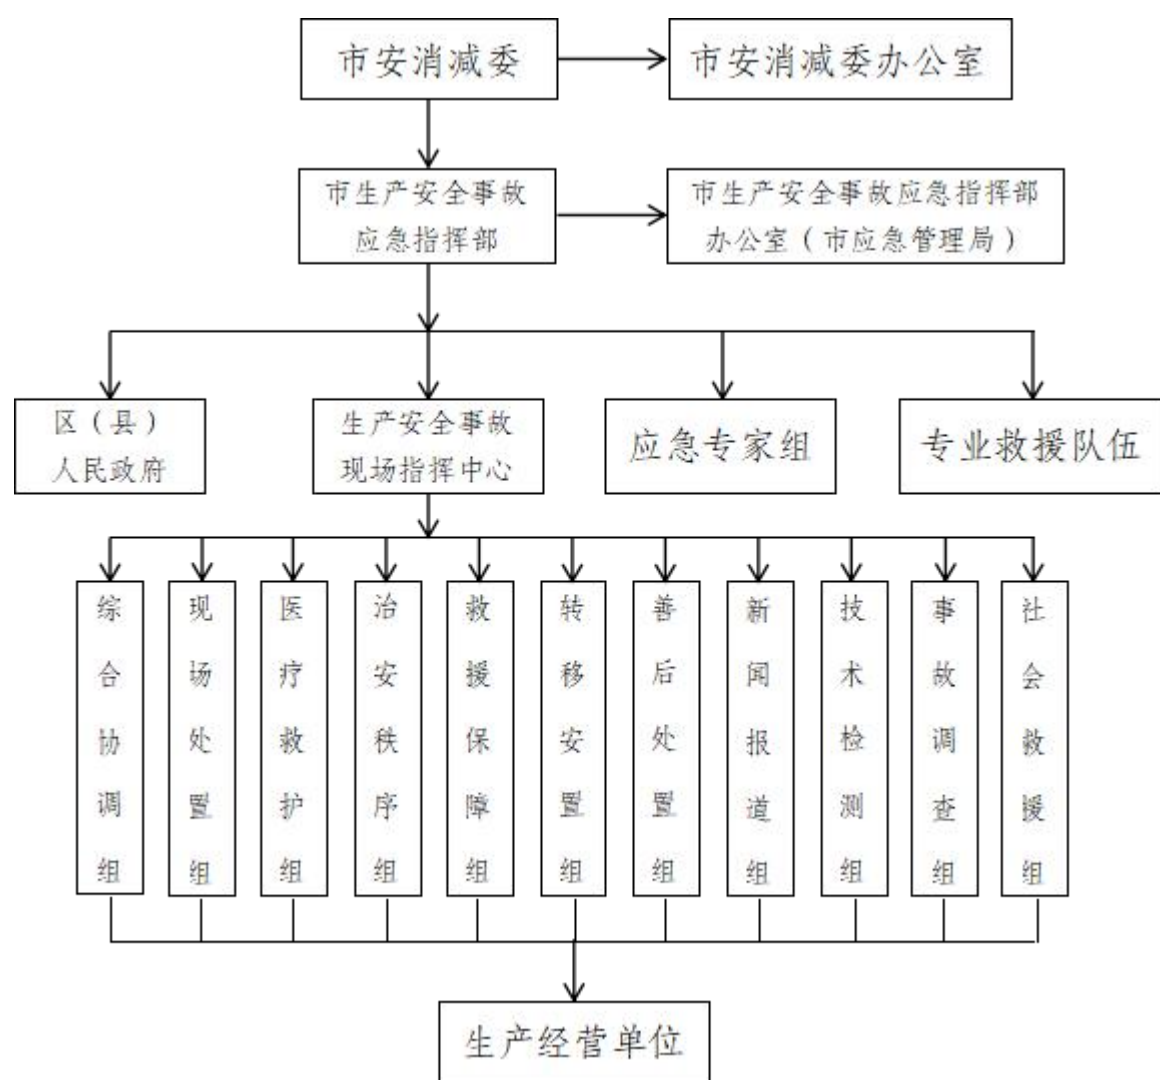 市安消减委
市安消减委办公室
市生产安全事故
应急指挥部
市生产安全事故应急指挥部
办公室（市应急管理局）
区（县）
人民政府
生产安全事故
现场指挥中心
应急专家组
专业救援队伍
综合协调组
现场处置组
医疗救护组
治安秩序组
救援保障组
转移安置组
善后处置组
新闻报道组
技术检测组
事故调查组
社会救援组
生产经营单位